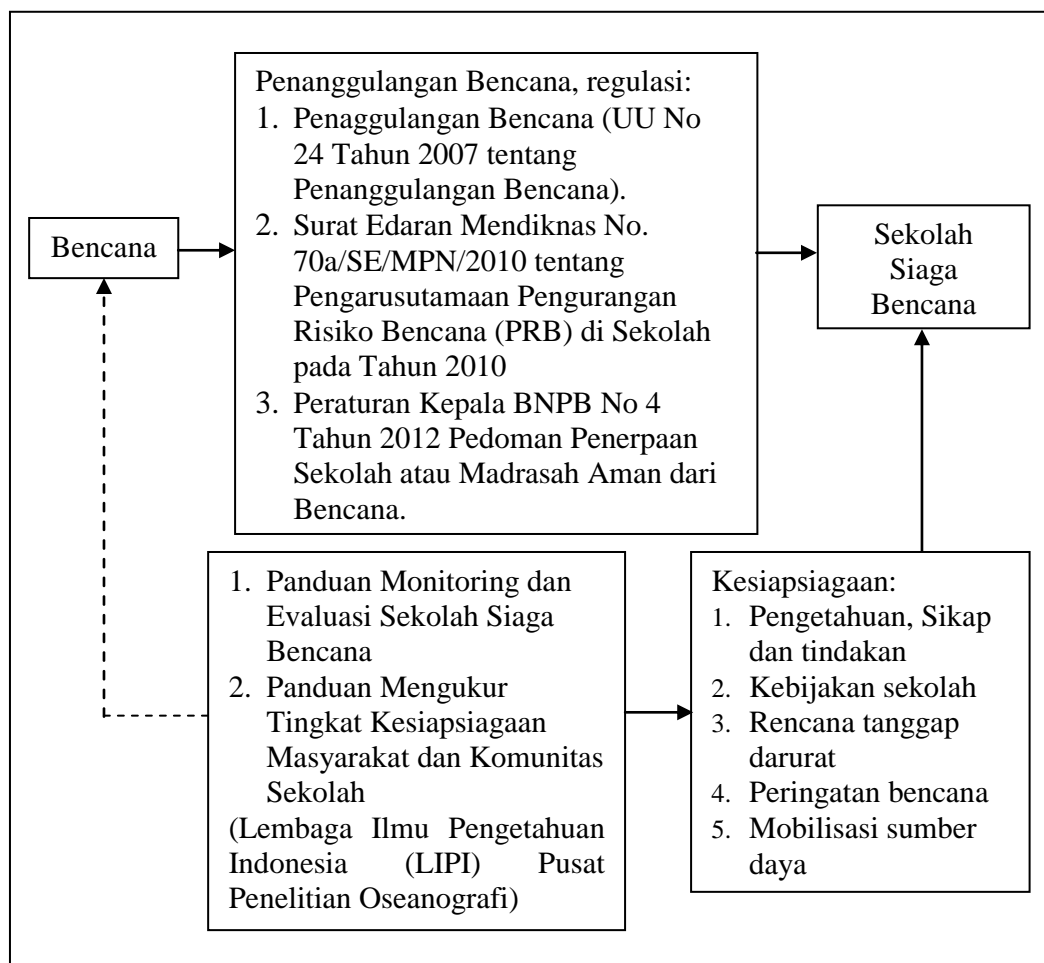 Penanggulangan Bencana, regulasi:
1. Penaggulangan Bencana (UU No
24 Tahun 2007 tentang
Penanggulangan Bencana).
2. Surat Edaran Mendiknas No.
70a/SE/MPN/2010 tentang
Pengarusutamaan Pengurangan
Risiko Bencana (PRB) di Sekolah
pada Tahun 2010
3. Peraturan Kepala BNPB No 4
Tahun 2012 Pedoman Penerpaan
Sekolah atau Madrasah Aman dari
Bencana.
Bencana
Sekolah
Siaga
Bencana
1. Panduan Monitoring dan
Evaluasi Sekolah Siaga
Bencana
2. Panduan Mengukur
Tingkat Kesiapsiagaan
Masyarakat dan Komunitas
Sekolah
(Lembaga Ilmu Pengetahuan
Indonesia (LIPI) Pusat
Penelitian Oseanografi)
Kesiapsiagaan:
1. Pengetahuan, Sikap
dan tindakan
2. Kebijakan sekolah
3. Rencana tanggap
darurat
4. Peringatan bencana
5. Mobilisasi sumber
daya